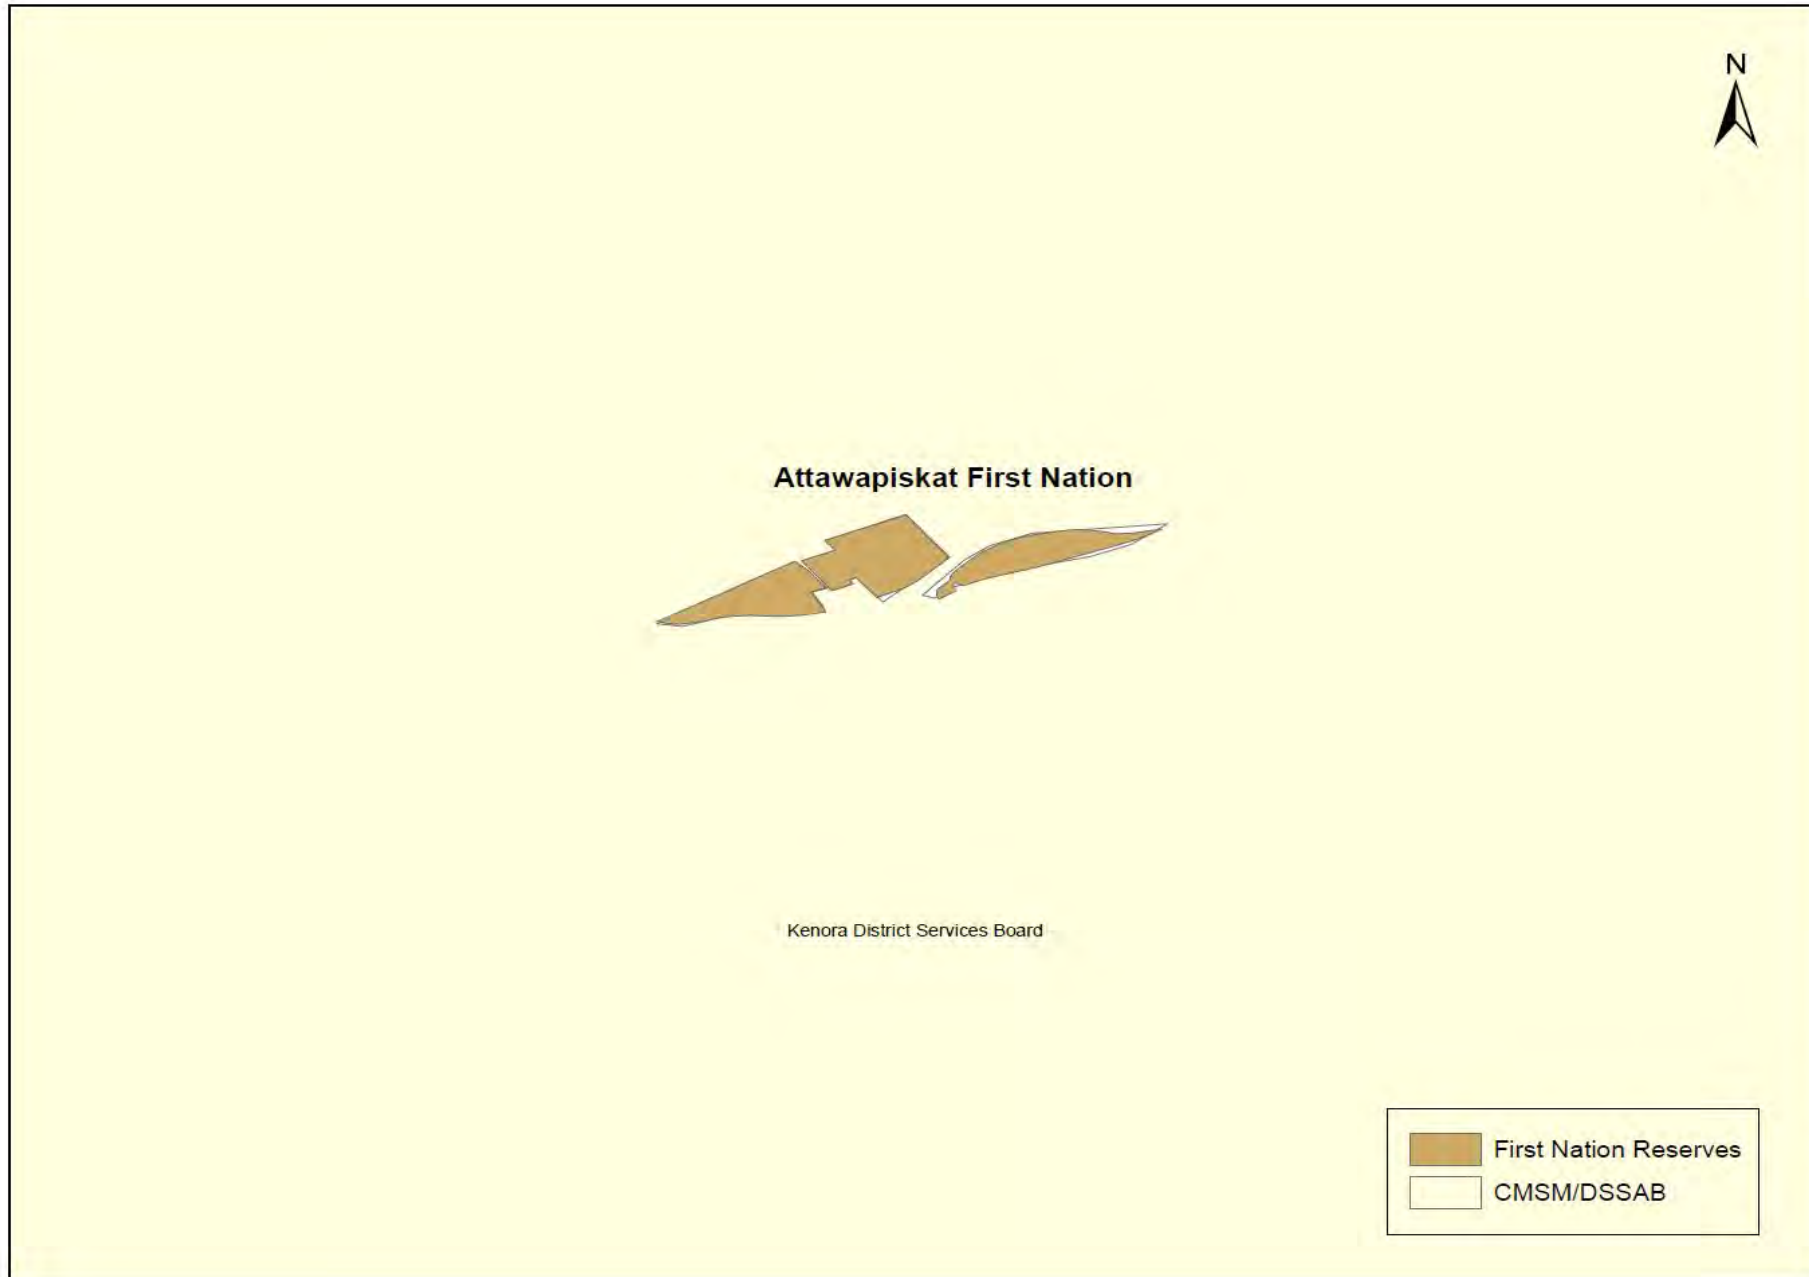 N
Attawapiskat First Nation
Kenora District Services Board
First Nation Reserves
CMSM/DSSAB